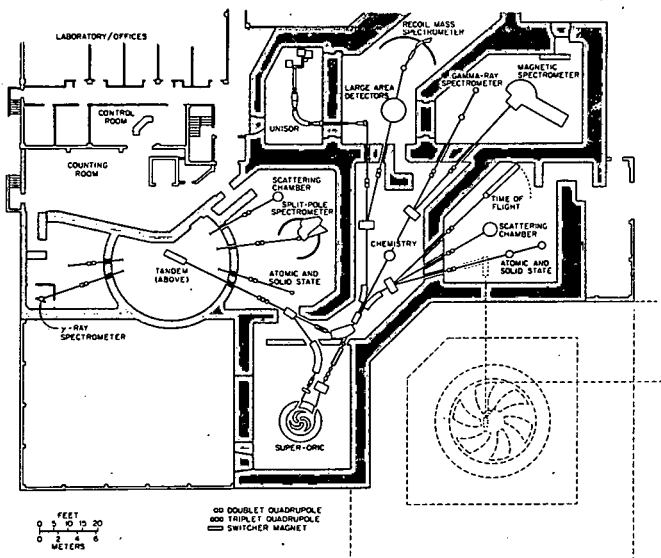 LABORATORY/OFFICES
RECOIL MASS
SPECTROMETER
MAGNETIC
SPECTROMETER
GAMMA-RAY
SPECTROMETER
LARGE AREA
DETECTORS
CONTROL
ROOM
UNISOR
COUNTING
ROOM
SCATTERING
CHAMBER
SPLIT-POLE
SPECTROMETER
TIME OF
FLIGHT
SCATTERING
CHAMBER
CHEMISTRY
ATOMIC AND
SOLID STATE
TANDEM
(ABOVE)
ATOMIC AND
SOLID STATE
γ-RAY
SPECTROMETER
SUPER-ORIC
FEET
0 5 10 15 20
0 2 4 6
METERS
DOUBLET QUADRUPOLE
TRIPLET QUADRUPOLE
SWITCHER MAGNET